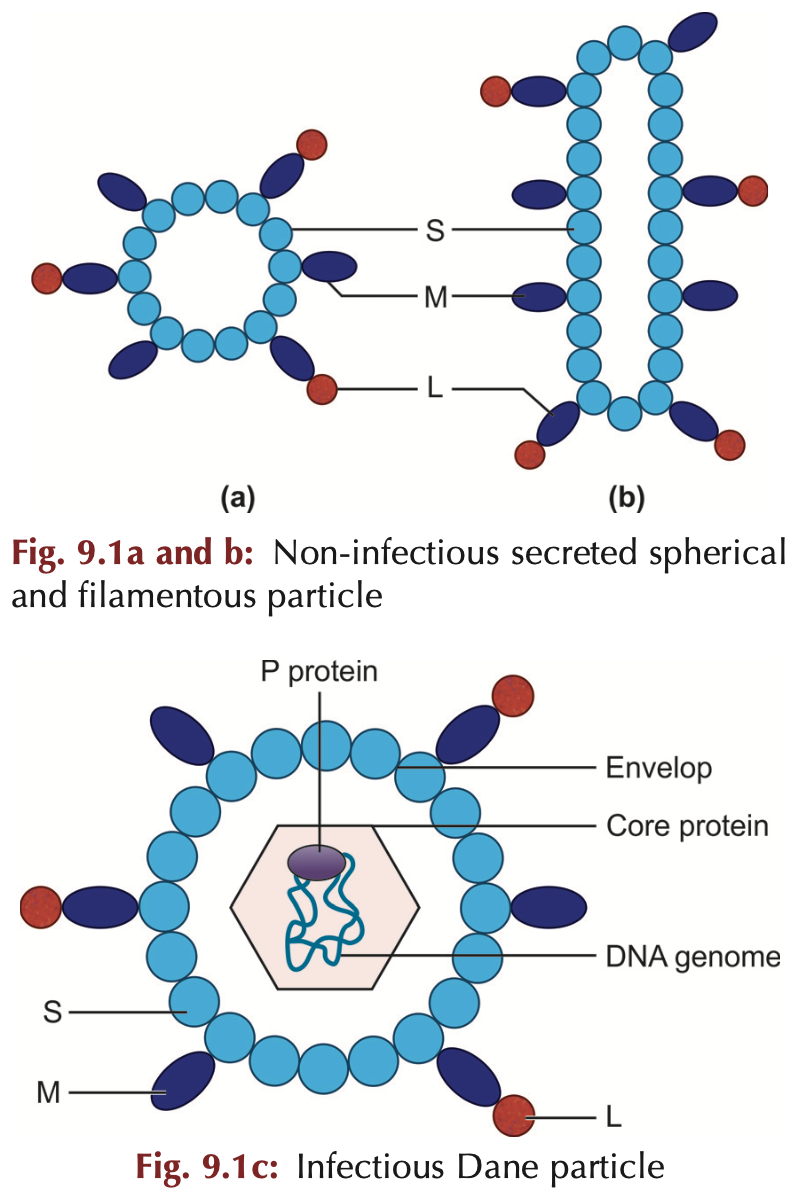 S
M
L
(a)
(b)
Fig. 9.1a and b: Non-infectious secreted spherical
and filamentous particle
P protein
Envelop
Core protein
DNA genome
S
M
L
Fig. 9.1c: Infectious Dane particle